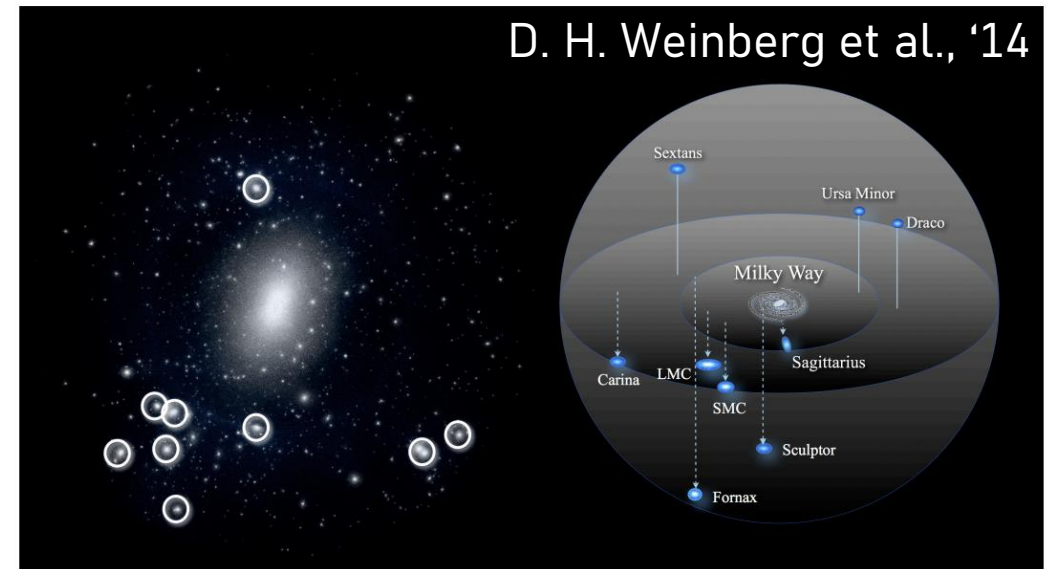 D. H. Weinberg et al., ‘14
Sextans
Ursa Minor
Draco
Milky Way
Sagittarius
Carina
LMC
SMC
Sculptor
Fornax